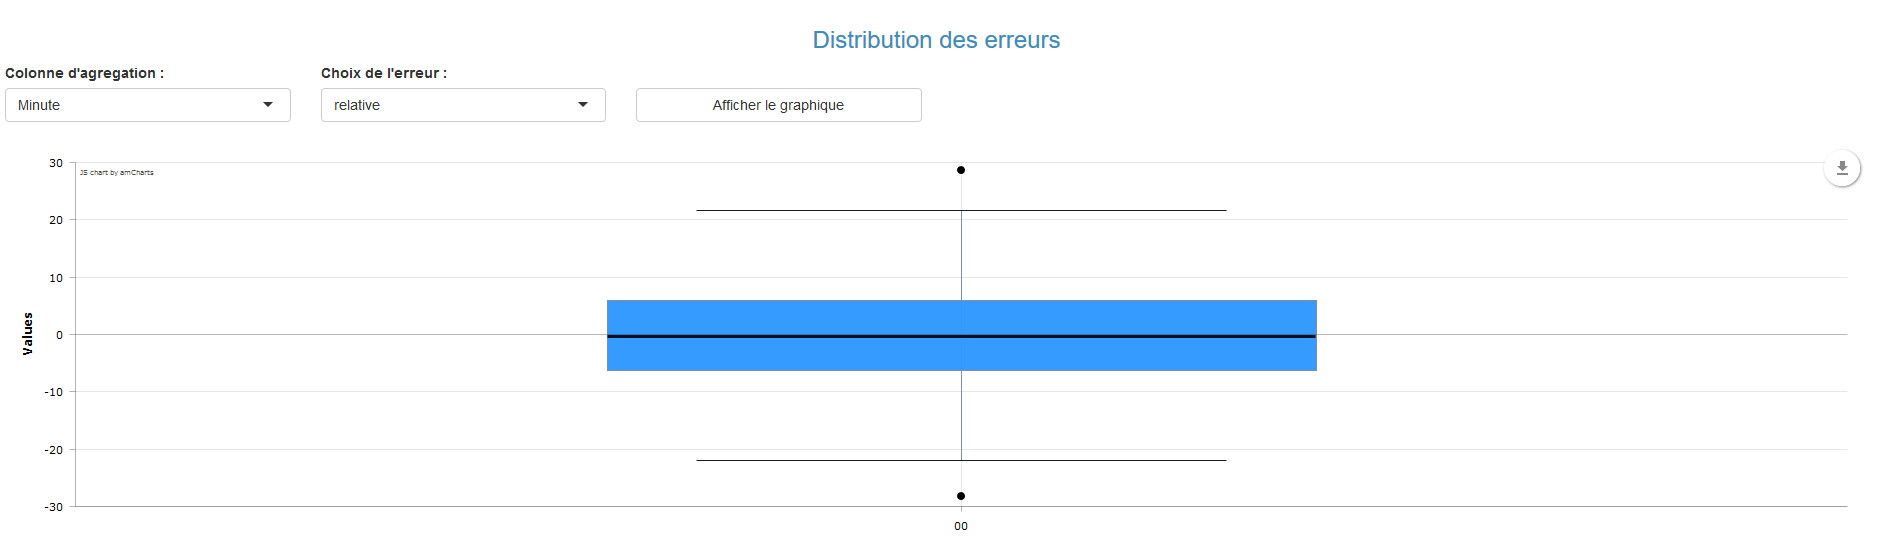 Distribution des erreurs
Colonne d'agregation :
Choix de l'erreur :
Minute
relative
Afficher le graphique
JS chart by amCharts
30
20
10
0
-10
-20
-30
Values
00